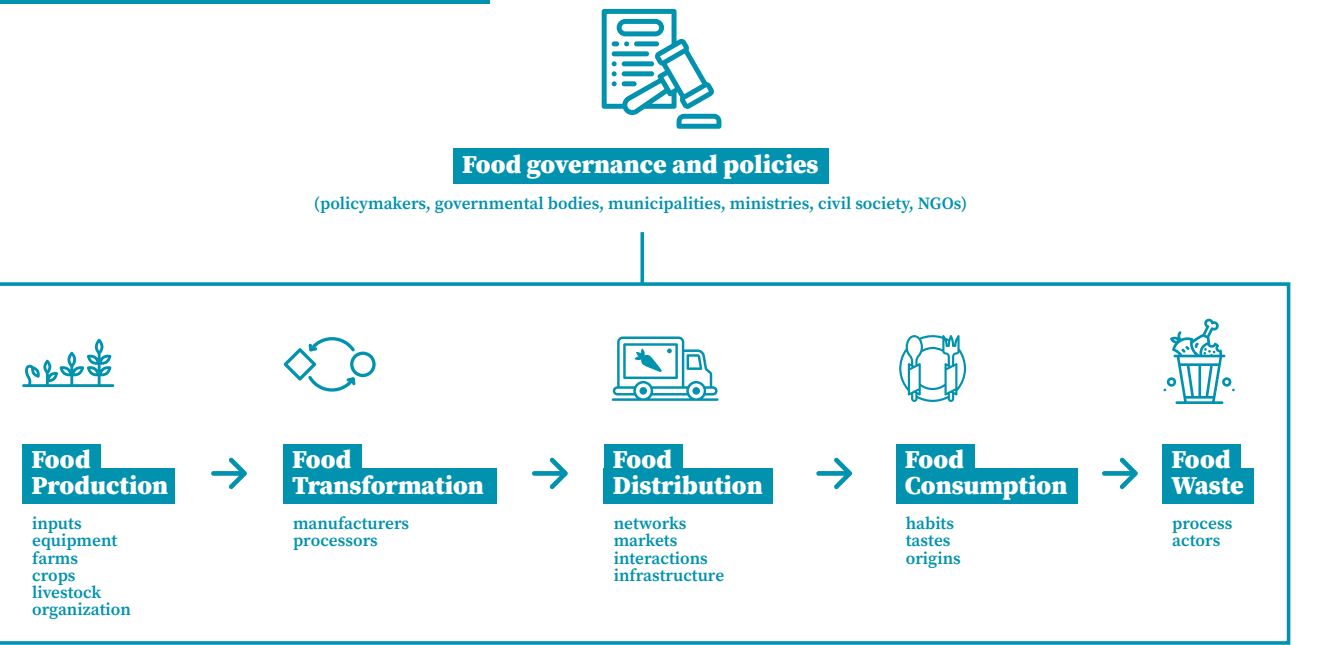 Food governance and policies
(policymakers, governmental bodies, municipalities, ministries, civil society, NGOs)
Food
Production
inputs
equipment
farms
crops
livestock
organization
Food
Transformation
manufacturers
processors
Food
Distribution
networks
markets
interactions
infrastructure
Food
Consumption
habits
tastes
origins
Food
Waste
process
actors